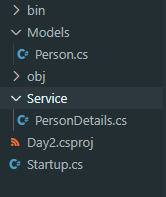 bin
Models
C# Person.cs
obj
Service
C# PersonDetails.cs
Day2.csproj
C# Startup.cs